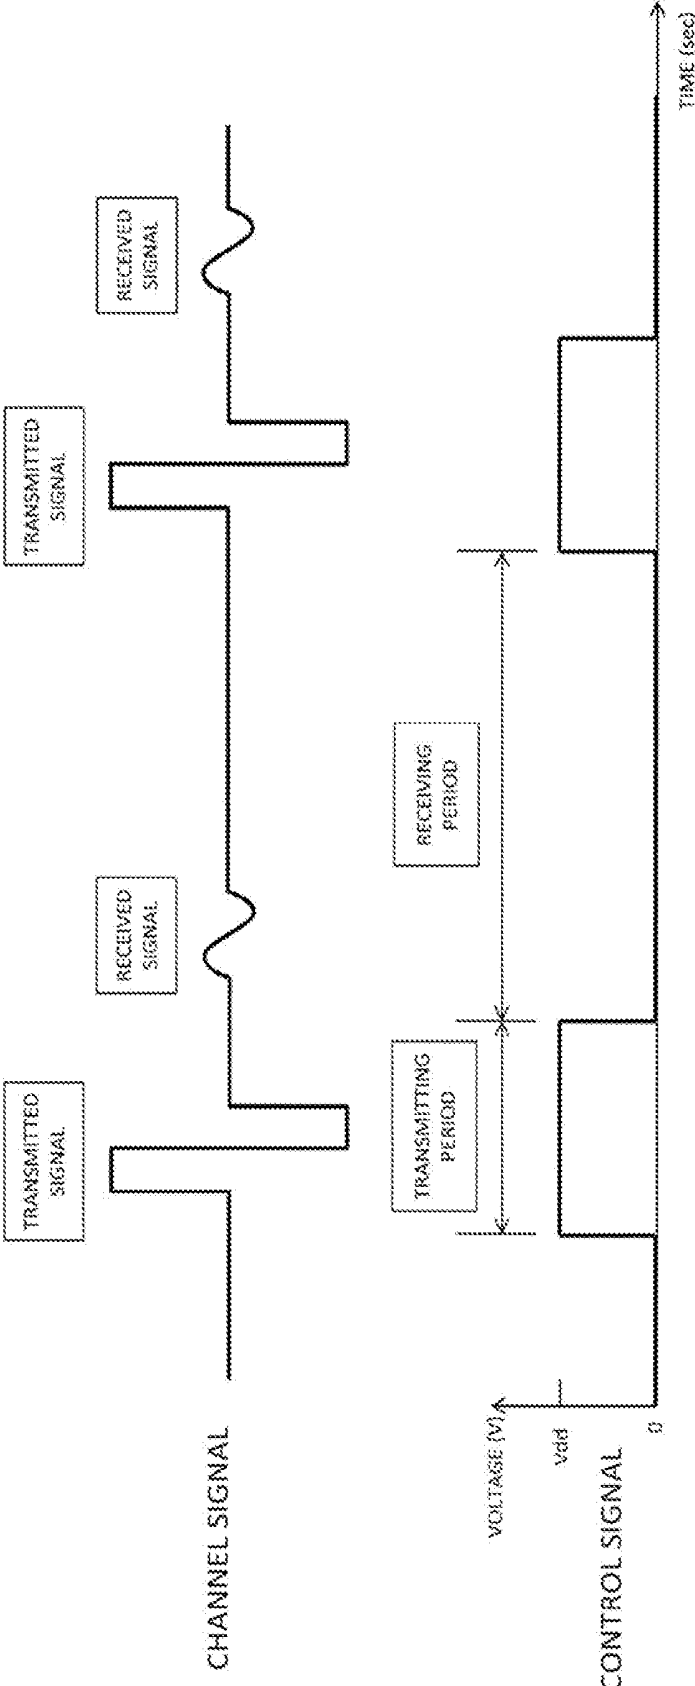 CHANNEL SIGNAL
TRANSMITTED
SIGNAL
RECEIVED
SIGNAL
TRANSMITTED
SIGNAL
RECEIVED
SIGNAL
CONTROL SIGNAL
VOLTAGE (V)
Vdd
0
TRANSMITTING
PERIOD
RECEIVING
PERIOD
TIME (sec)